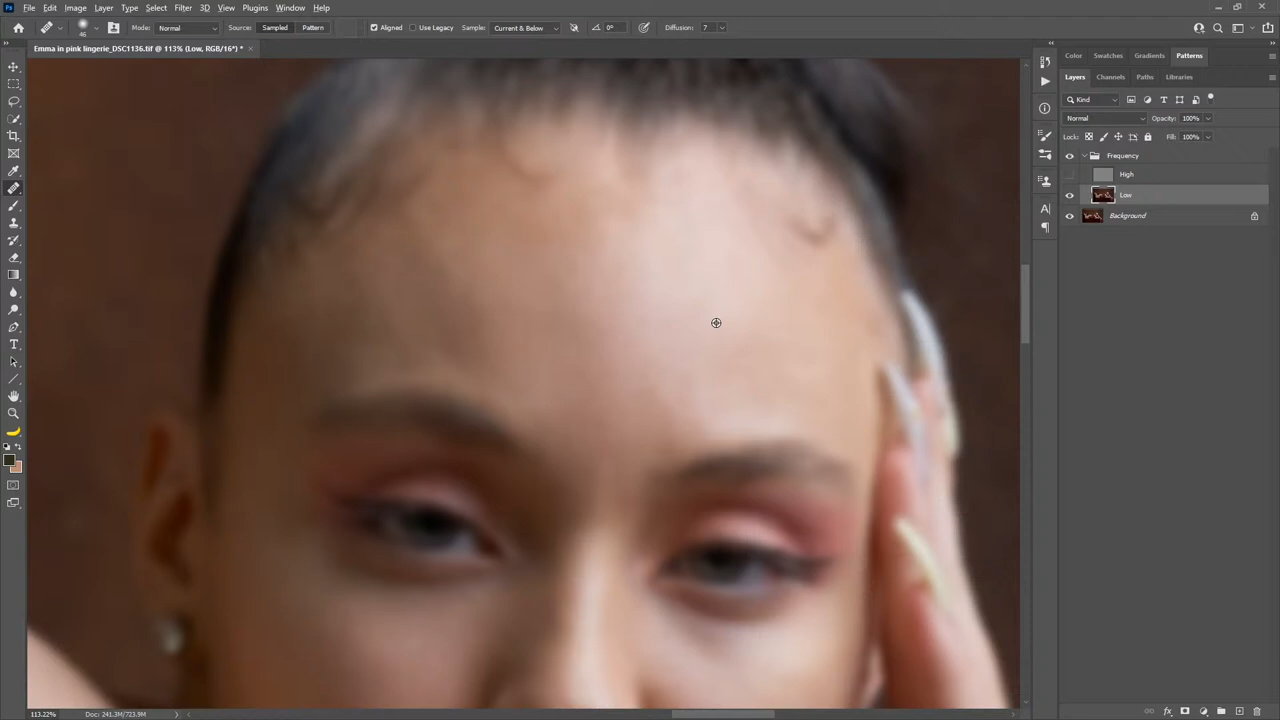 Ps File Edit Image Layer Type Select Filter 3D View Plugins Window Help
46 Mode: Normal Source: Sampled Pattern Aligned Use Legacy Sample: Current & Below 0° Diffusion: 7
Emma in pink lingerie_DSC1136.tif @ 113% (Low, RGB/16*) *
Color Swatches Gradients Patterns
Layers Channels Paths Libraries
Kind
Normal Opacity: 100%
Lock: Fill: 100%
Frequency
High
Low
Background
113.22% Doc: 241.3M/723.9M